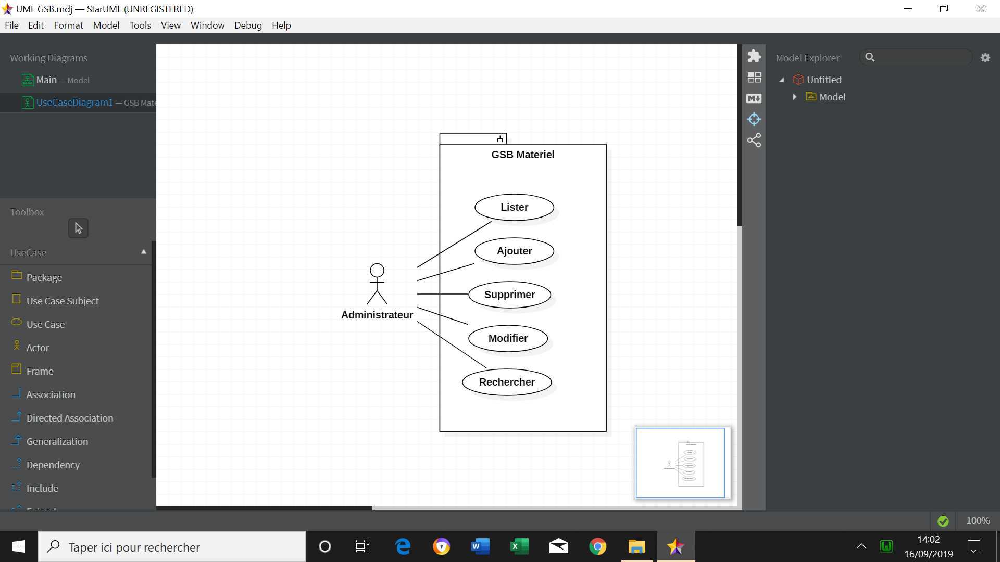 UML GSB.mdj — StarUML (UNREGISTERED)
File Edit Format Model Tools View Window Debug Help
Working Diagrams
Main — Model
UseCaseDiagram1 — GSB Mate
Toolbox
UseCase
Package
Use Case Subject
Use Case
Actor
Frame
Association
Directed Association
Generalization
Dependency
Include
Extend
GSB Materiel
Lister
Ajouter
Supprimer
Modifier
Rechercher
Administrateur
Model Explorer
Untitled
Model
100%
Taper ici pour rechercher
14:02
16/09/2019